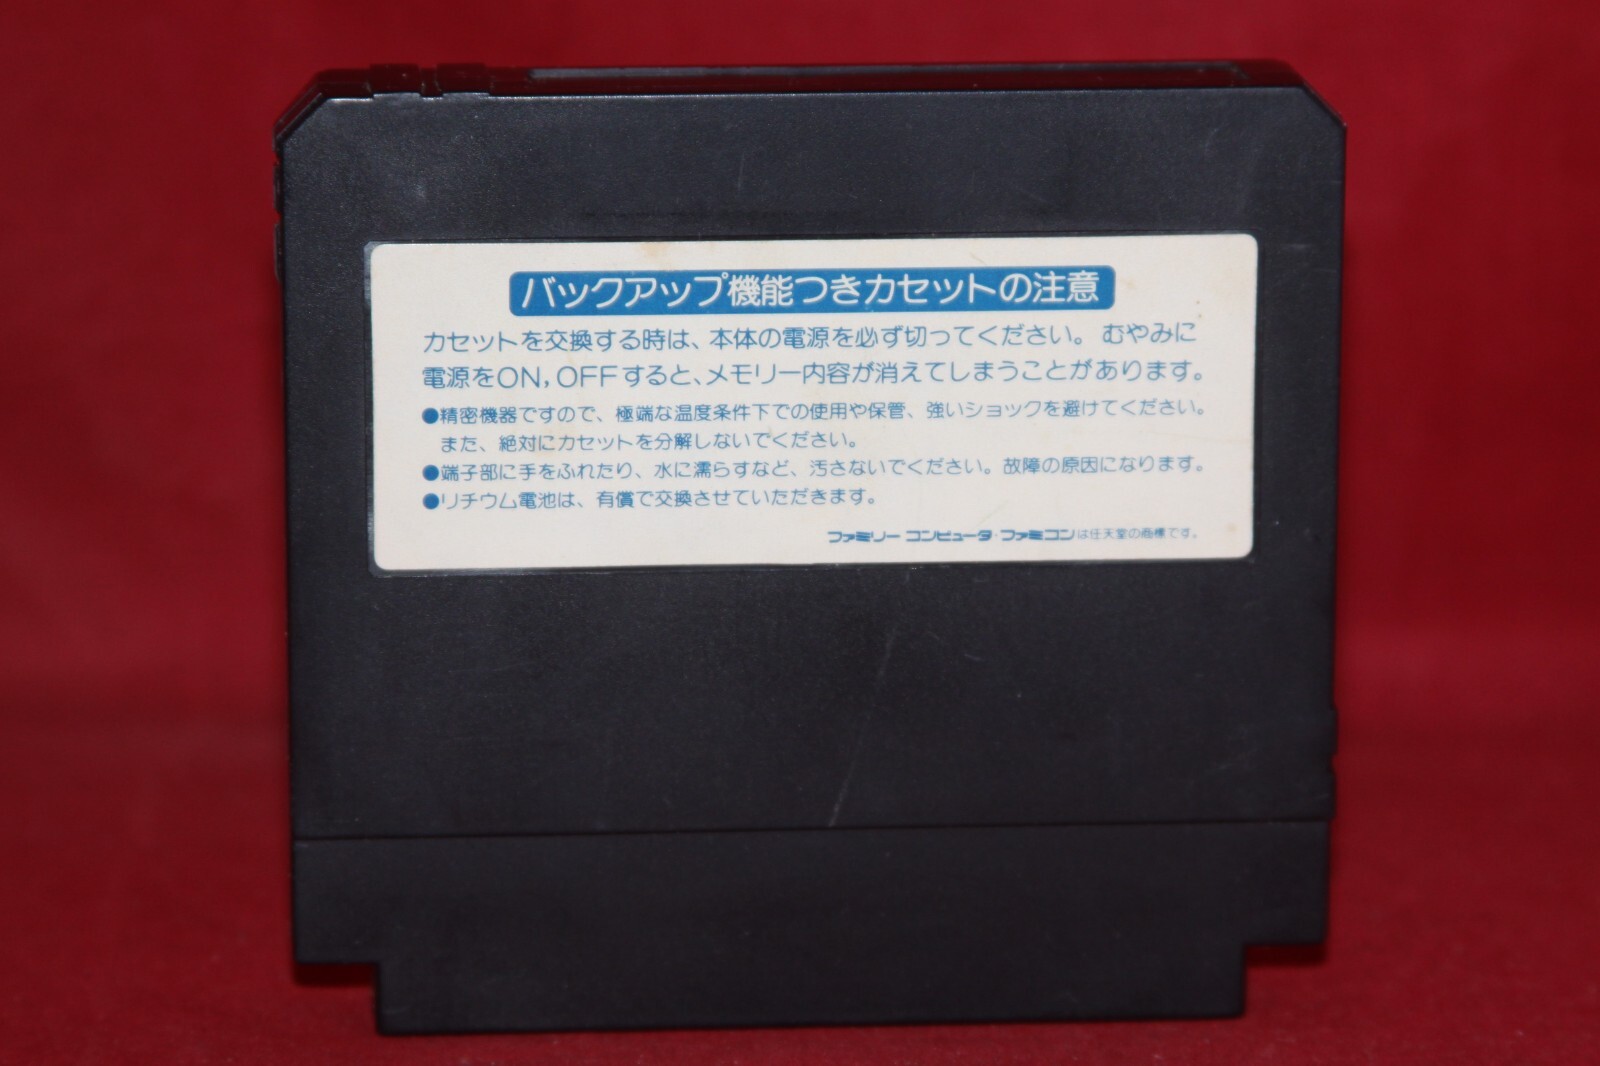 バックアップ機能つきカセットの注意
カセットを交換する時は、本体の電源を必ず切ってください。むやみに
電源をON,OFFすると、メモリー内容が消えてしまうことがあります。
●精密機器ですので、極端な温度条件下での使用や保管、強いショックを避けてください。
また、絶対にカセットを分解しないでください。
●端子部に手をふれたり、水に濡らすなど、汚さないでください。故障の原因になります。
●リチウム電池は、有償で交換させていただきます。
ファミリーコンピュータ・ファミコンは任天堂の商標です。